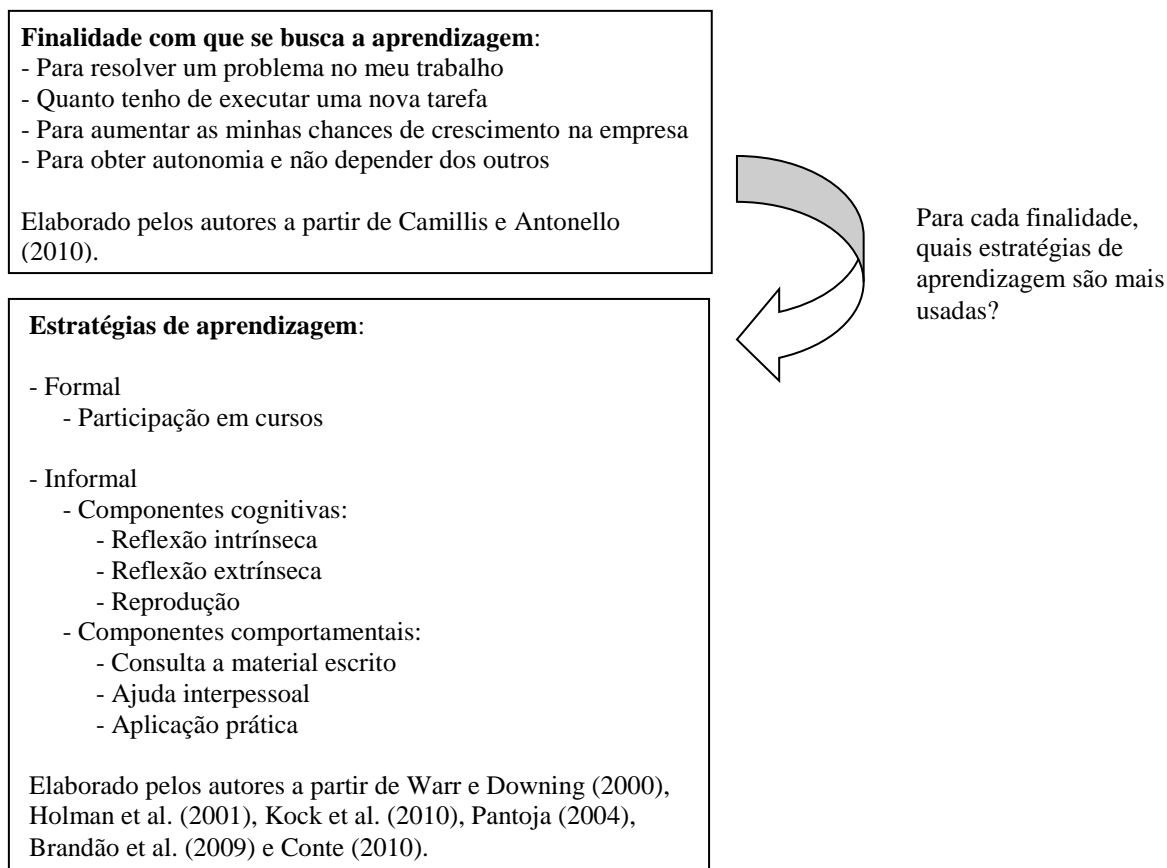 Finalidade com que se busca a aprendizagem:
- Para resolver um problema no meu trabalho
- Quanto tenho de executar uma nova tarefa
- Para aumentar as minhas chances de crescimento na empresa
- Para obter autonomia e não depender dos outros
Elaborado pelos autores a partir de Camillis e Antonello
(2010).
Para cada finalidade,
quais estratégias de
aprendizagem são mais
usadas?
Estratégias de aprendizagem:
- Formal
- Participação em cursos
- Informal
- Componentes cognitivas:
- Reflexão intrínseca
- Reflexão extrínseca
- Reprodução
- Componentes comportamentais:
- Consulta a material escrito
- Ajuda interpessoal
- Aplicação prática
Elaborado pelos autores a partir de Warr e Downing (2000),
Holman et al. (2001), Kock et al. (2010), Pantoja (2004),
Brandão et al. (2009) e Conte (2010).